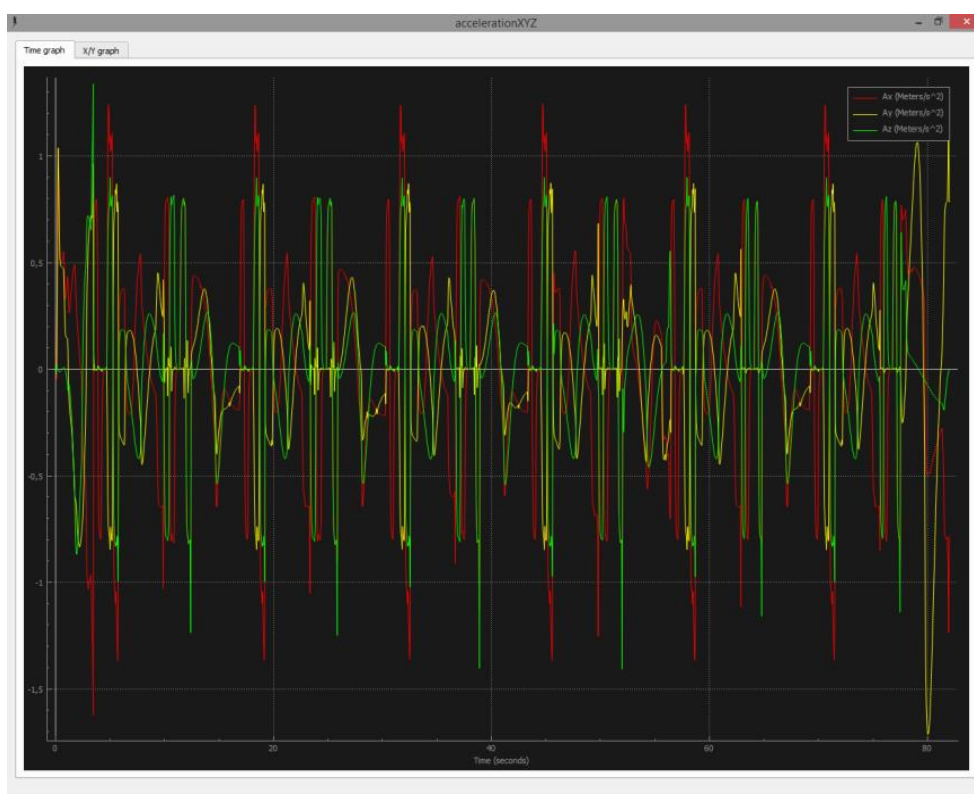 accelerationXYZ
Time graph
X/Y graph
Ax (Meters/s^2)
Ay (Meters/s^2)
Az (Meters/s^2)
1
0,5
0
-0,5
-1
-1,5
0
20
40
60
80
Time (seconds)